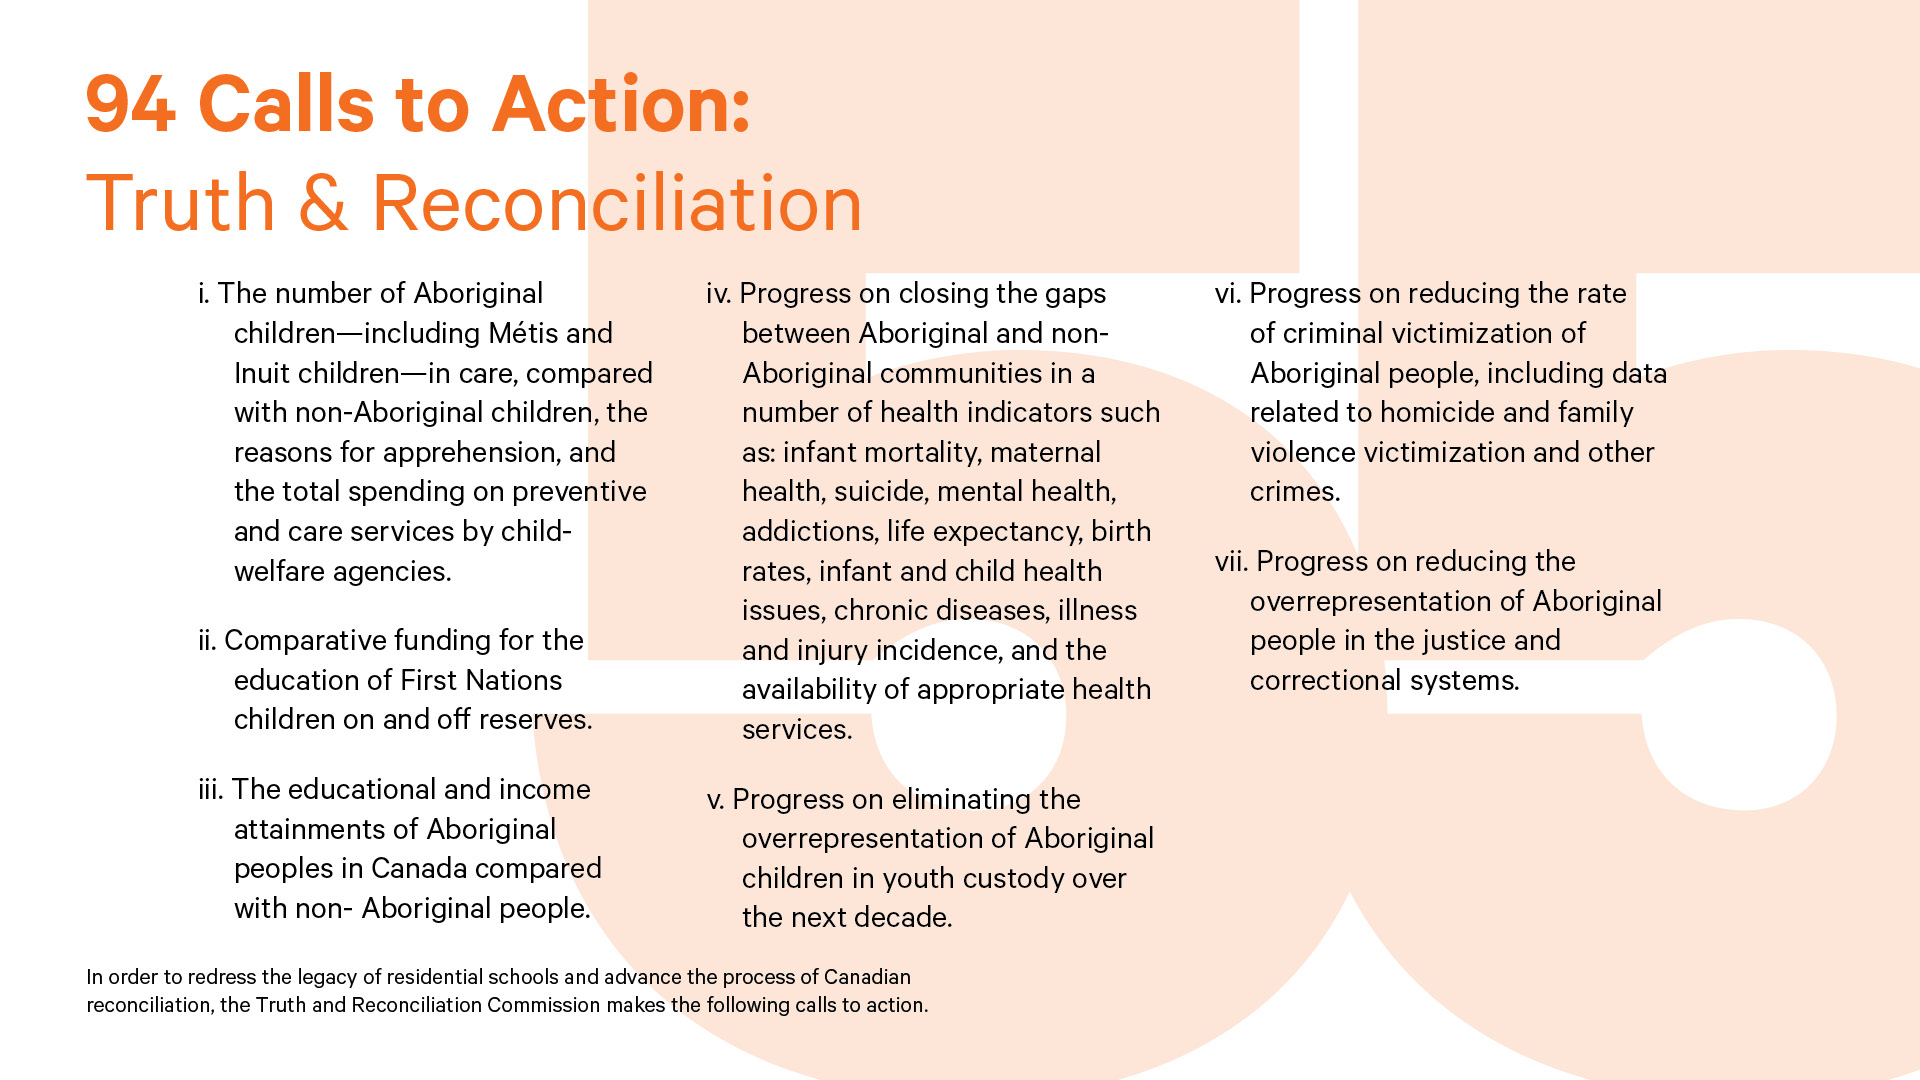 94 Calls to Action:
Truth & Reconciliation
i. The number of Aboriginal
children—including Métis and
Inuit children—in care, compared
with non-Aboriginal children, the
reasons for apprehension, and
the total spending on preventive
and care services by child-
welfare agencies.
ii. Comparative funding for the
education of First Nations
children on and off reserves.
iii. The educational and income
attainments of Aboriginal
peoples in Canada compared
with non- Aboriginal people.
iv. Progress on closing the gaps
between Aboriginal and non-
Aboriginal communities in a
number of health indicators such
as: infant mortality, maternal
health, suicide, mental health,
addictions, life expectancy, birth
rates, infant and child health
issues, chronic diseases, illness
and injury incidence, and the
availability of appropriate health
services.
v. Progress on eliminating the
overrepresentation of Aboriginal
children in youth custody over
the next decade.
vi. Progress on reducing the rate
of criminal victimization of
Aboriginal people, including data
related to homicide and family
violence victimization and other
crimes.
vii. Progress on reducing the
overrepresentation of Aboriginal
people in the justice and
correctional systems.
In order to redress the legacy of residential schools and advance the process of Canadian
reconciliation, the Truth and Reconciliation Commission makes the following calls to action.
55